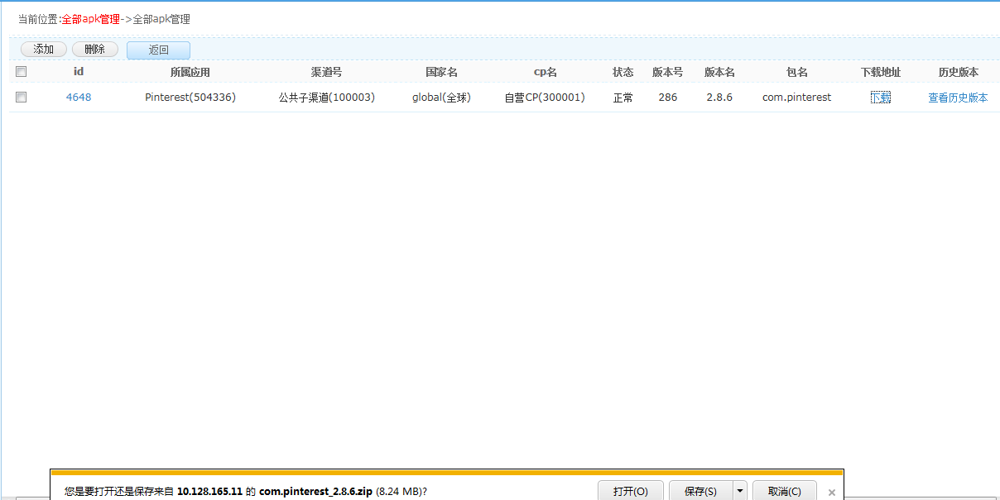 当前位置:全部apk管理->全部apk管理
添加 删除 返回
id 所属应用 渠道号 国家名 cp名 状态 版本号 版本名 包名 下载地址 历史版本
4648 Pinterest(504336) 公共子渠道(100003) global(全球) 自营CP(300001) 正常 286 2.8.6 com.pinterest 下载 查看历史版本
您是要打开还是保存来自 10.128.165.11 的 com.pinterest_2.8.6.zip (8.24 MB)? 打开(O) 保存(S) 取消(C)